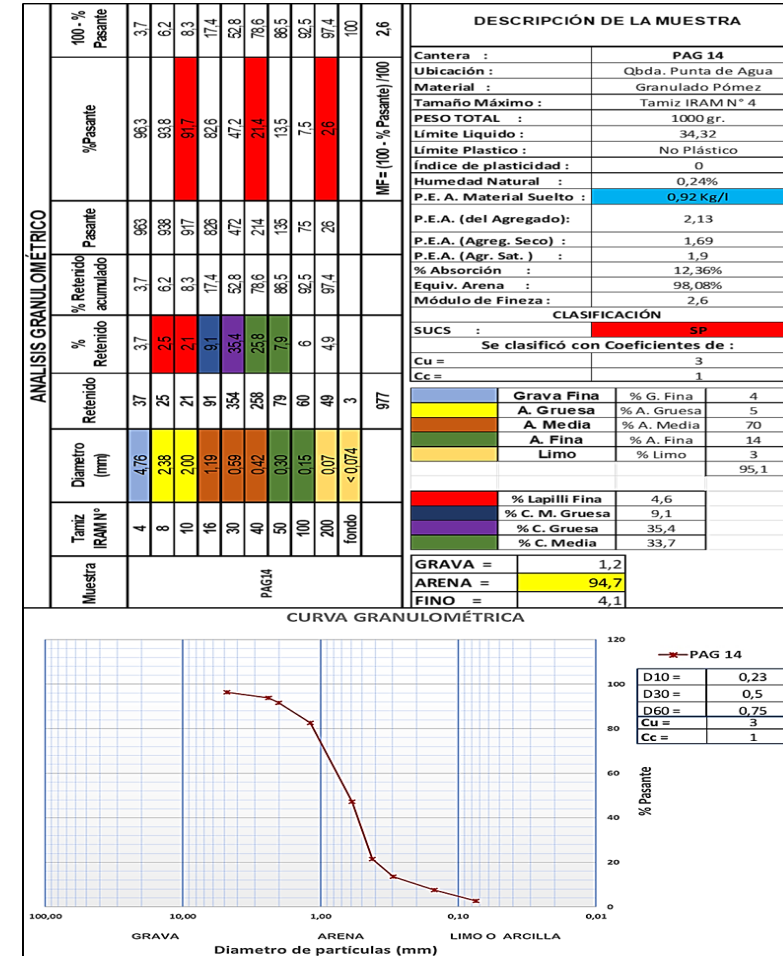 ANALISIS GRANULOMÉTRICO
Muestra Tamiz IRAM N° Diametro (mm) Retenido % Retenido % Retenido acumulado Pasante %Pasante 100 - % Pasante
PAG14
4 4,76 37 3,7 3,7 963 96,3 3,7
8 2,38 25 2,5 6,2 938 93,8 6,2
10 2,00 21 2,1 8,3 917 91,7 8,3
16 1,19 91 9,1 17,4 826 82,6 17,4
30 0,59 354 35,4 52,8 472 47,2 52,8
40 0,42 258 25,8 78,6 214 21,4 78,6
50 0,30 79 7,9 86,5 135 13,5 86,5
100 0,15 60 6 92,5 75 7,5 92,5
200 0,07 49 4,9 97,4 26 2,6 97,4
fondo < 0,074 3 100
977 MF = (100 - % Pasante) /100 2,6
DESCRIPCIÓN DE LA MUESTRA
Cantera : PAG 14
Ubicación : Qbda. Punta de Agua
Material : Granulado Pómez
Tamaño Máximo : Tamiz IRAM N° 4
PESO TOTAL : 1000 gr.
Límite Liquido : 34,32
Límite Plastico : No Plástico
Índice de plasticidad : 0
Humedad Natural : 0,24%
P.E. A. Material Suelto : 0,92 Kg/l
P.E.A. (del Agregado): 2,13
P.E.A. (Agreg. Seco) : 1,69
P.E.A. (Agr. Sat. ) : 1,9
% Absorción : 12,36%
Equiv. Arena : 98,08%
Módulo de Fineza : 2,6
CLASIFICACIÓN
SUCS : SP
Se clasificó con Coeficientes de :
Cu = 3
Cc = 1
Grava Fina % G. Fina 4
A. Gruesa % A. Gruesa 5
A. Media % A. Media 70
A. Fina % A. Fina 14
Limo % Limo 3
95,1
% Lapilli Fina 4,6
% C. M. Gruesa 9,1
% C. Gruesa 35,4
% C. Media 33,7
GRAVA = 1,2
ARENA = 94,7
FINO = 4,1
CURVA GRANULOMÉTRICA
120
100
80
60
40
20
0
% Pasante
PAG 14
D10 = 0,23
D30 = 0,5
D60 = 0,75
Cu = 3
Cc = 1
100,00 10,00 1,00 0,10 0,01
GRAVA ARENA LIMO O ARCILLA
Diametro de partículas (mm)